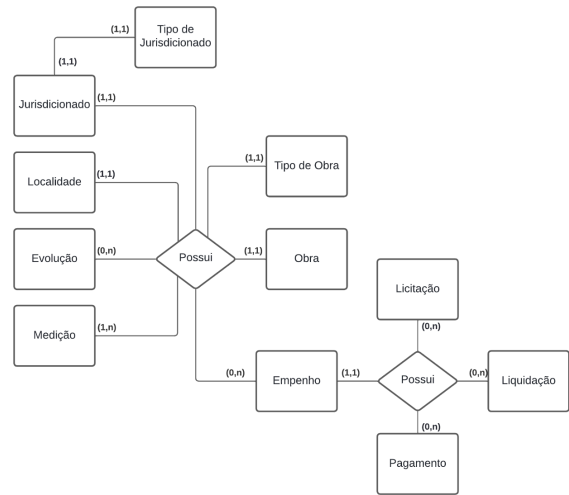 Tipo de
Jurisdicionado
(1,1)
(1,1)
Jurisdicionado
(1,1)
Localidade
(1,1)
Tipo de Obra
(1,1)
Evolução
(0,n)
Possui
(1,1)
Obra
Medição
(1,n)
Licitação
(0,n)
(0,n)
Empenho
(1,1)
Possui
(0,n)
Liquidação
(0,n)
Pagamento